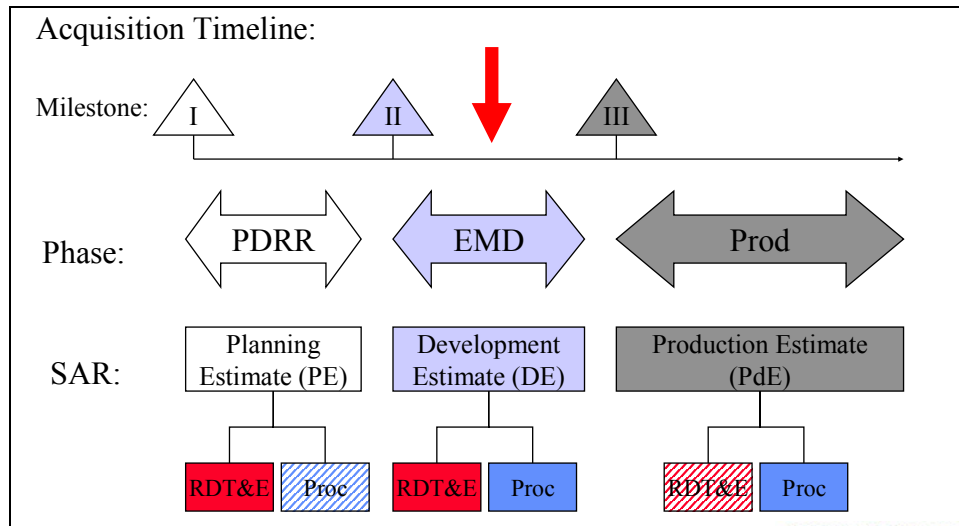 Acquisition Timeline:
Milestone:
I
II
III
Phase:
PDRR
EMD
Prod
SAR:
Planning
Estimate (PE)
Development
Estimate (DE)
Production Estimate
(PdE)
RDT&E
Proc
RDT&E
Proc
RDT&E
Proc